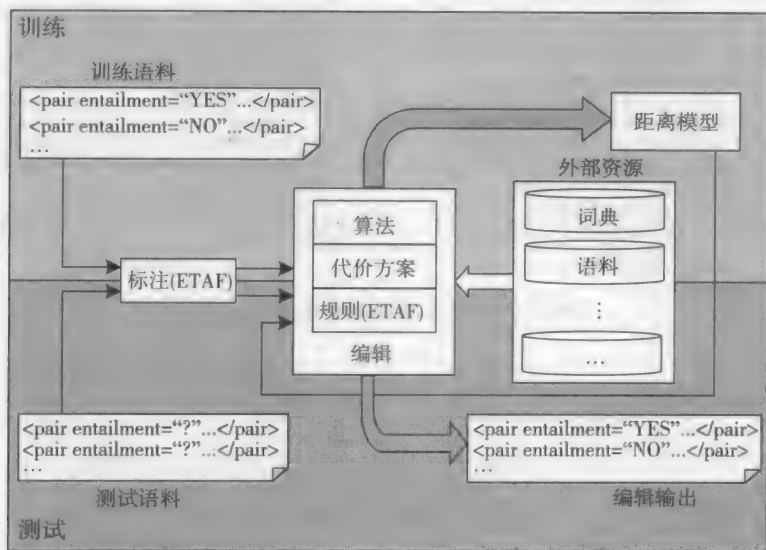 训练
训练语料
<pair entailment=“YES”...</pair>
<pair entailment=“NO”...</pair>
...
距离模型
外部资源
词典
语料
⋮
...
算法
代价方案
规则(ETAF)
编辑
标注(ETAF)
<pair entailment=“?”...</pair>
<pair entailment=“?”...</pair>
...
测试语料
<pair entailment=“YES”...</pair>
<pair entailment=“NO”...</pair>
...
编辑输出
测试